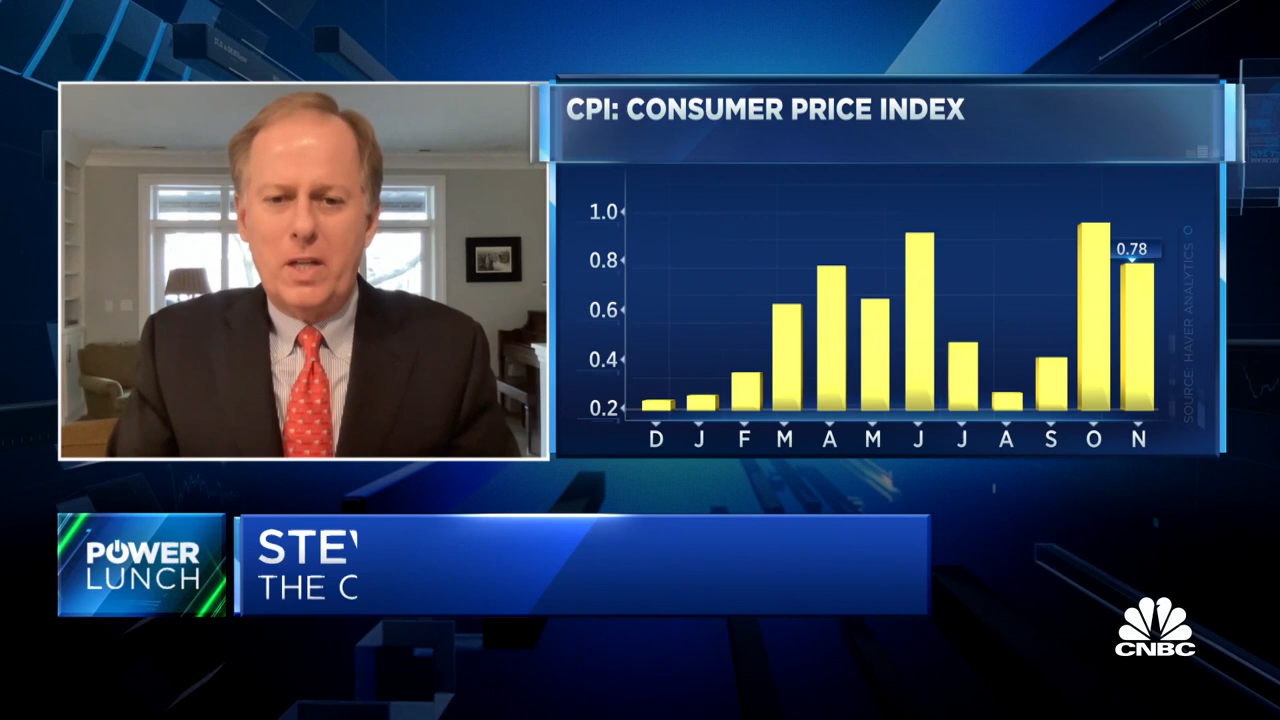 CPI: CONSUMER PRICE INDEX
1.0
0.8
0.6
0.4
0.2
0.78
D J F M A M J J A S O N
SOURCE: HAVER ANALYTICS
POWER
LUNCH
STEV
THE C
CNBC